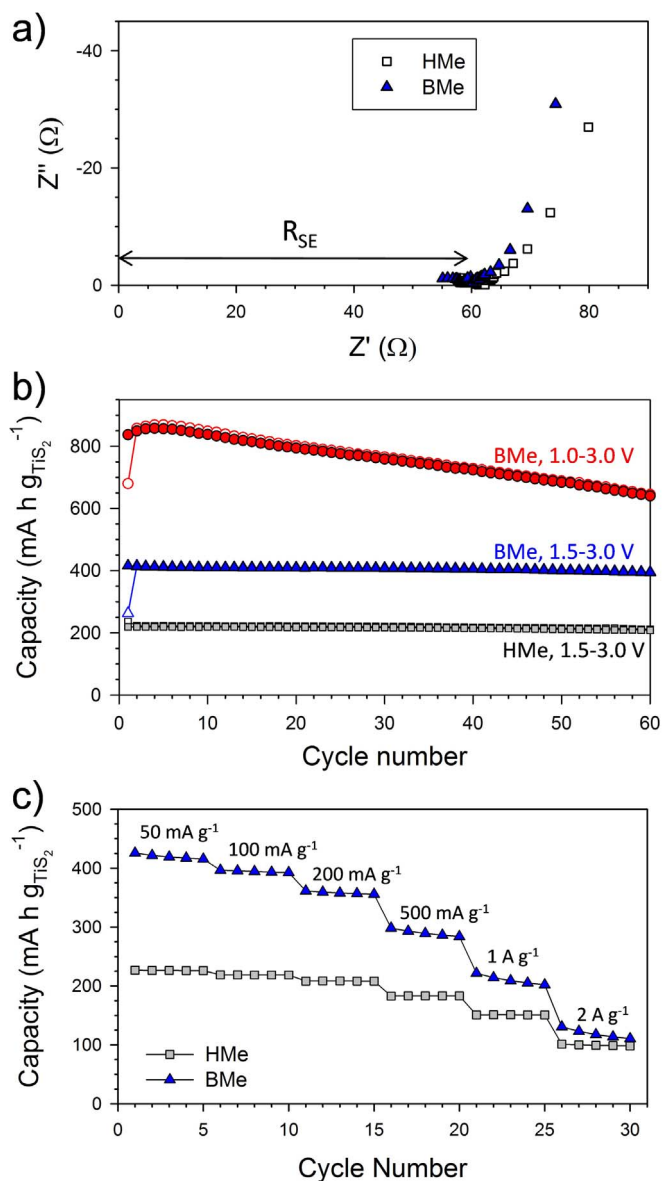 a)
-40
-20
0
Z'' (Ω)
HMe
BMe
R_SE
0 20 40 60 80
Z' (Ω)
b)
800
600
400
200
0
Capacity (mA h g_TiS₂⁻¹)
BMe, 1.0-3.0 V
BMe, 1.5-3.0 V
HMe, 1.5-3.0 V
0 10 20 30 40 50 60
Cycle number
c)
500
400
300
200
100
0
Capacity (mA h g_TiS₂⁻¹)
50 mA g⁻¹
100 mA g⁻¹
200 mA g⁻¹
500 mA g⁻¹
1 A g⁻¹
2 A g⁻¹
HMe
BMe
0 5 10 15 20 25 30
Cycle Number